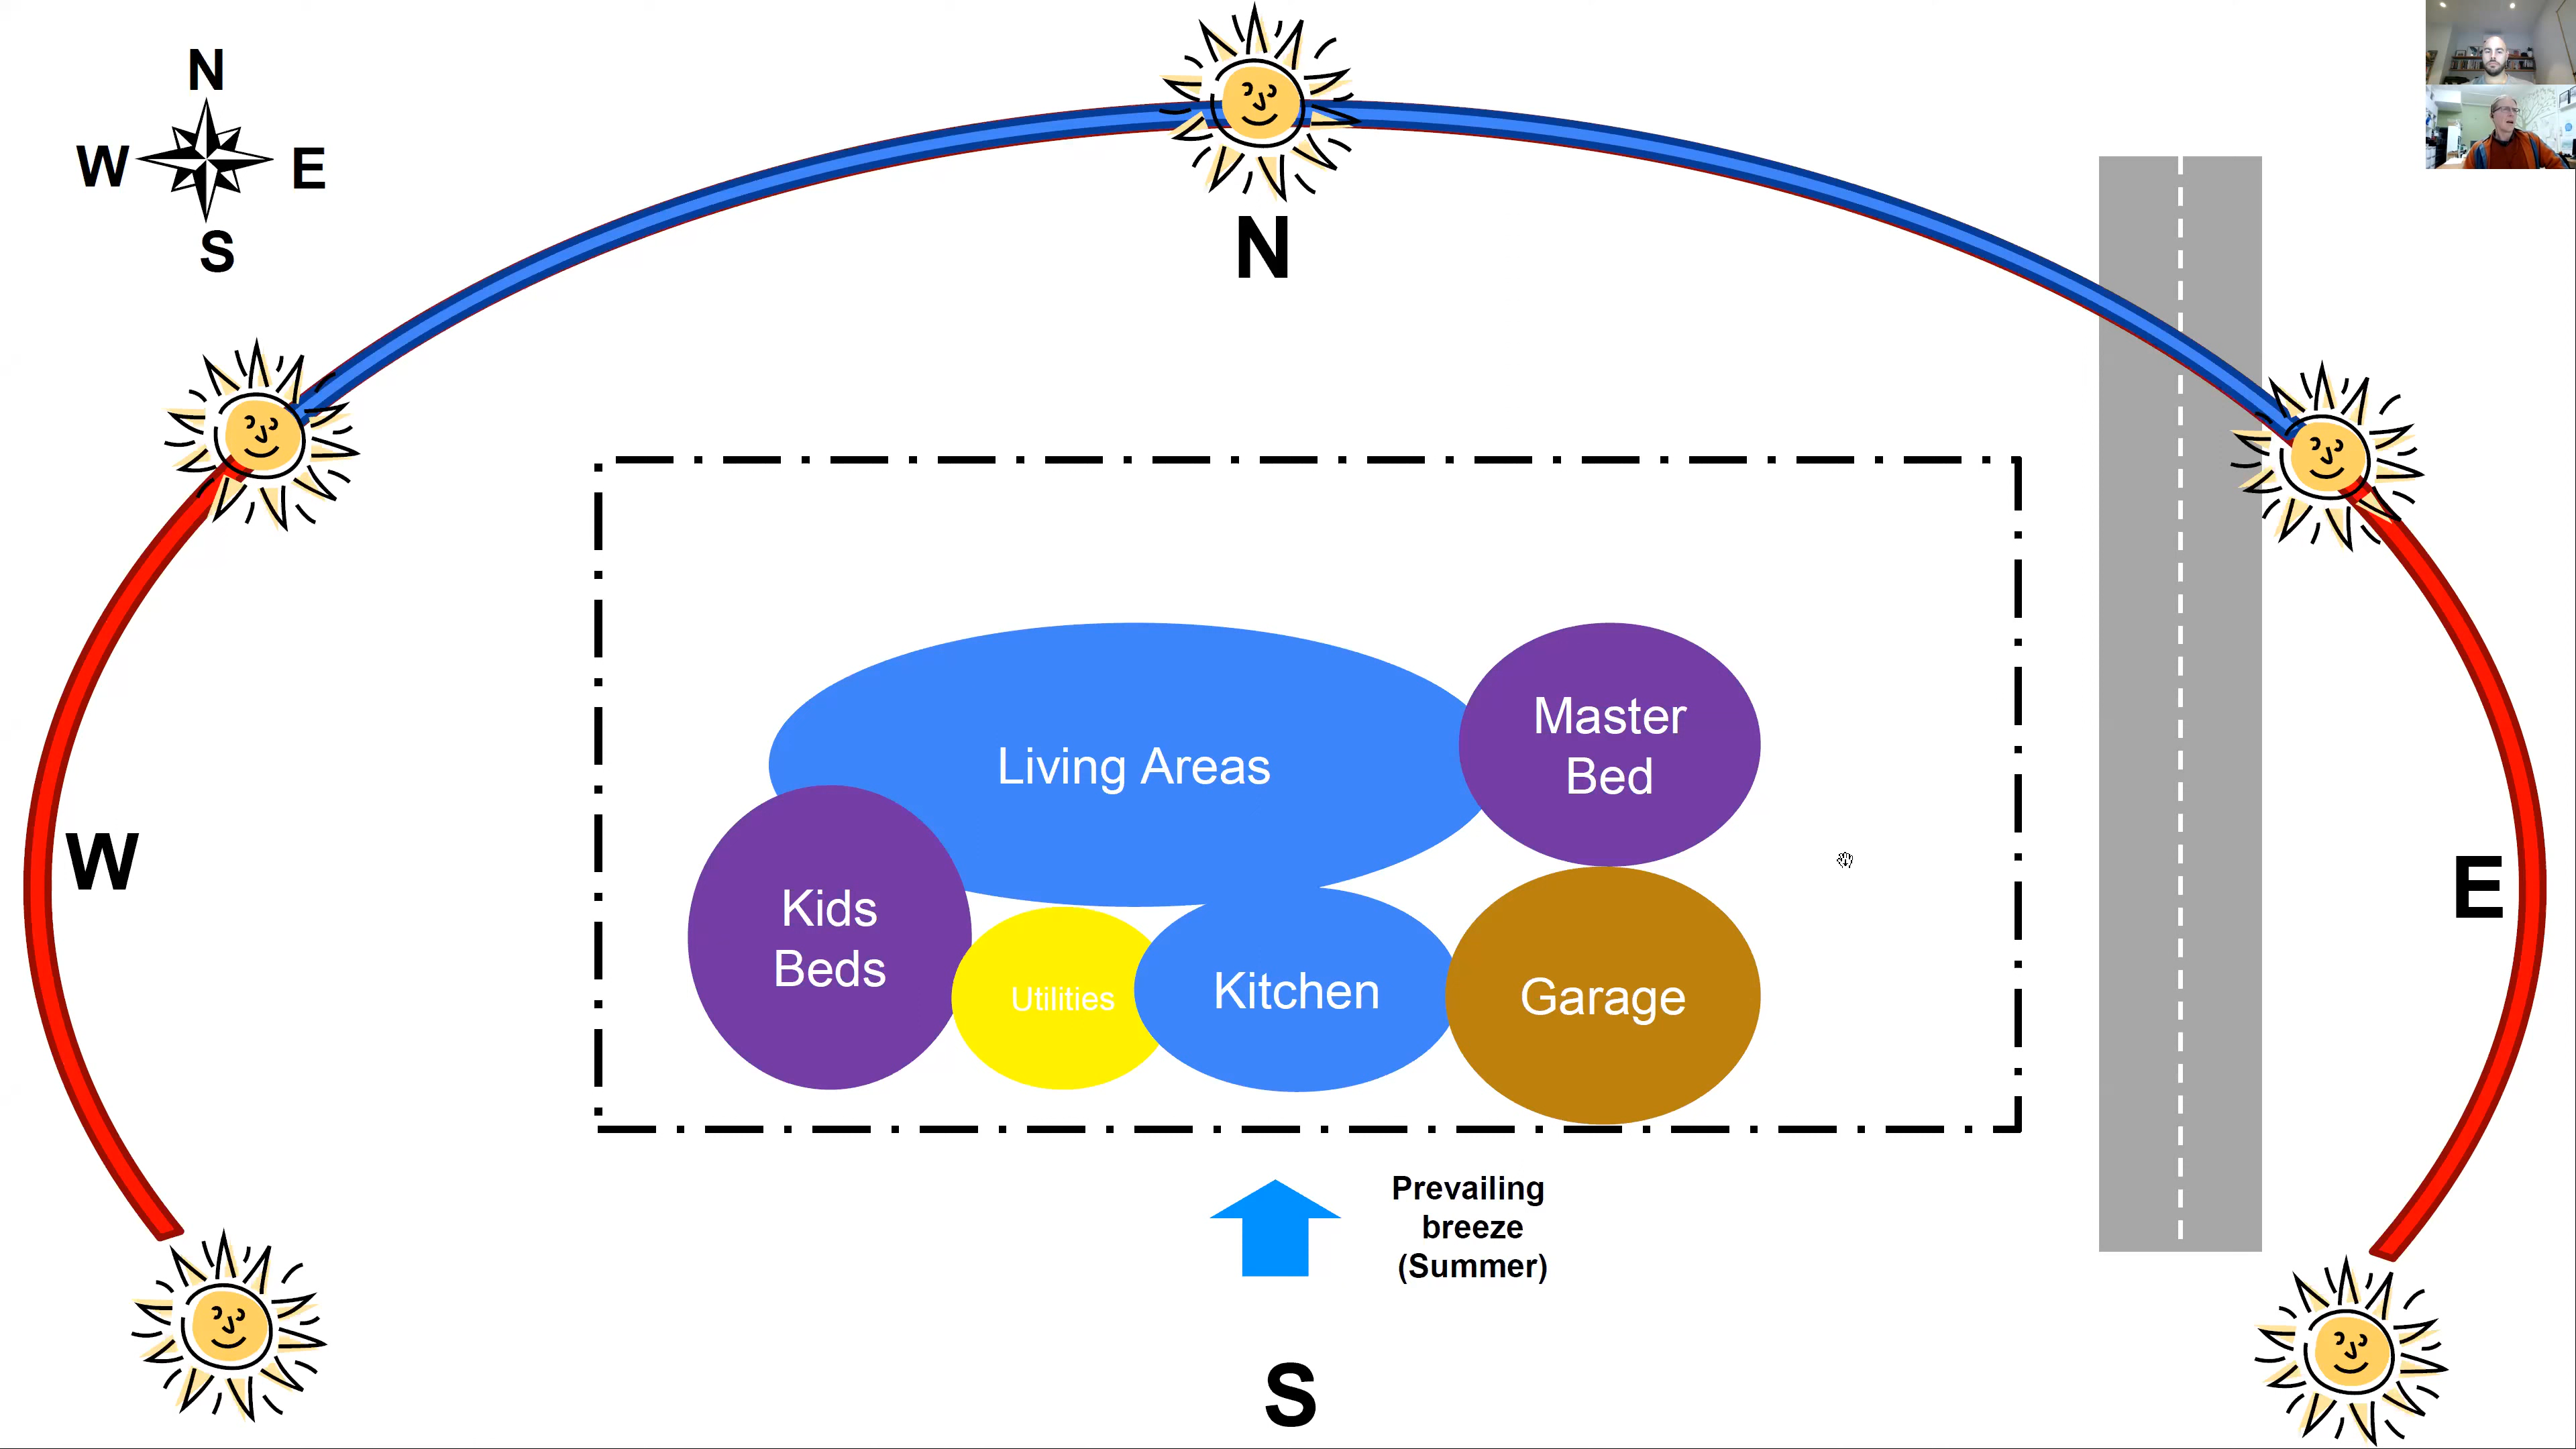 N
W
E
S
N
Living Areas
Master
Bed
W
E
Kids
Beds
Utilities
Kitchen
Garage
Prevailing
breeze
(Summer)
S